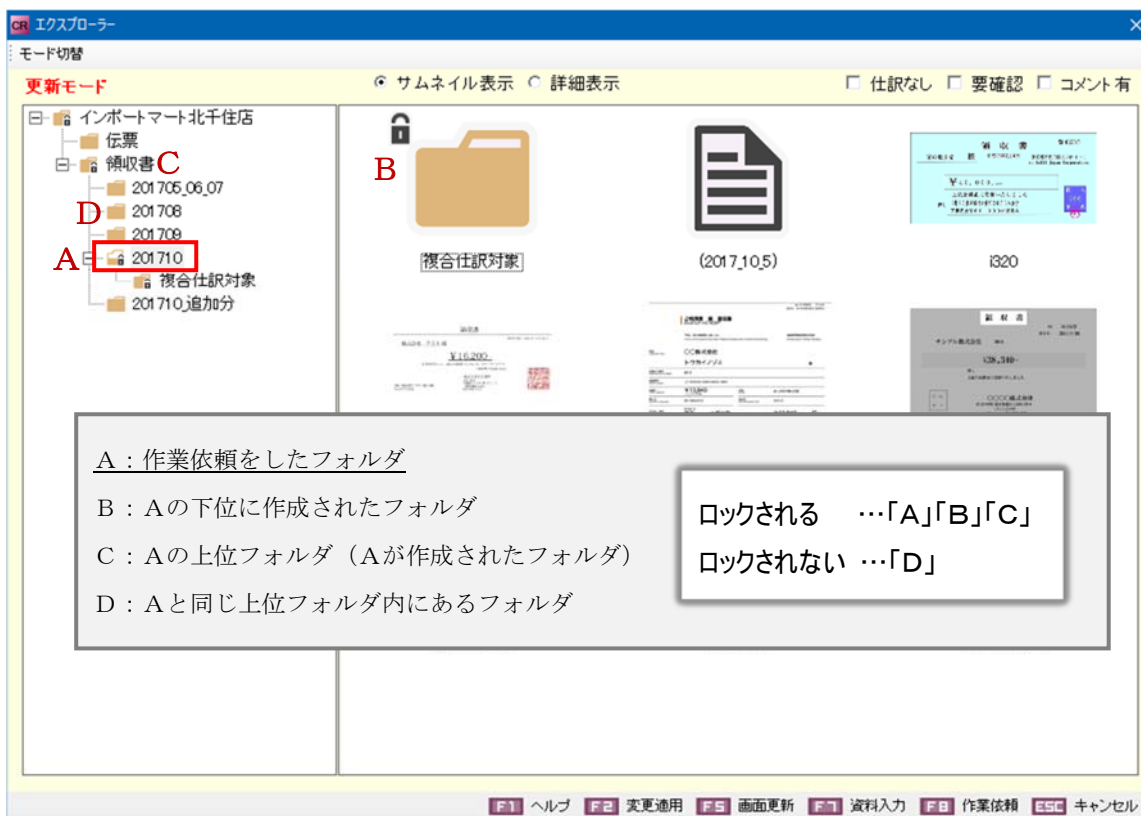 CR エクスプローラー
モード切替
更新モード
サムネイル表示 詳細表示
仕訳なし 要確認 コメント有
インポートマート北千住店
伝票
領収書 C
201705_06_07
D 201708
201709
A 201710
複合仕訳対象
201710_追加分
B
複合仕訳対象
(2017_10_5)
領収書
i320
¥16,200
領収書
A：作業依頼をしたフォルダ
B：Aの下位に作成されたフォルダ
C：Aの上位フォルダ（Aが作成されたフォルダ）
D：Aと同じ上位フォルダ内にあるフォルダ
ロックされる …「A」「B」「C」
ロックされない …「D」
F1 ヘルプ F2 変更適用 F5 画面更新 F7 資料入力 F8 作業依頼 ESC キャンセル